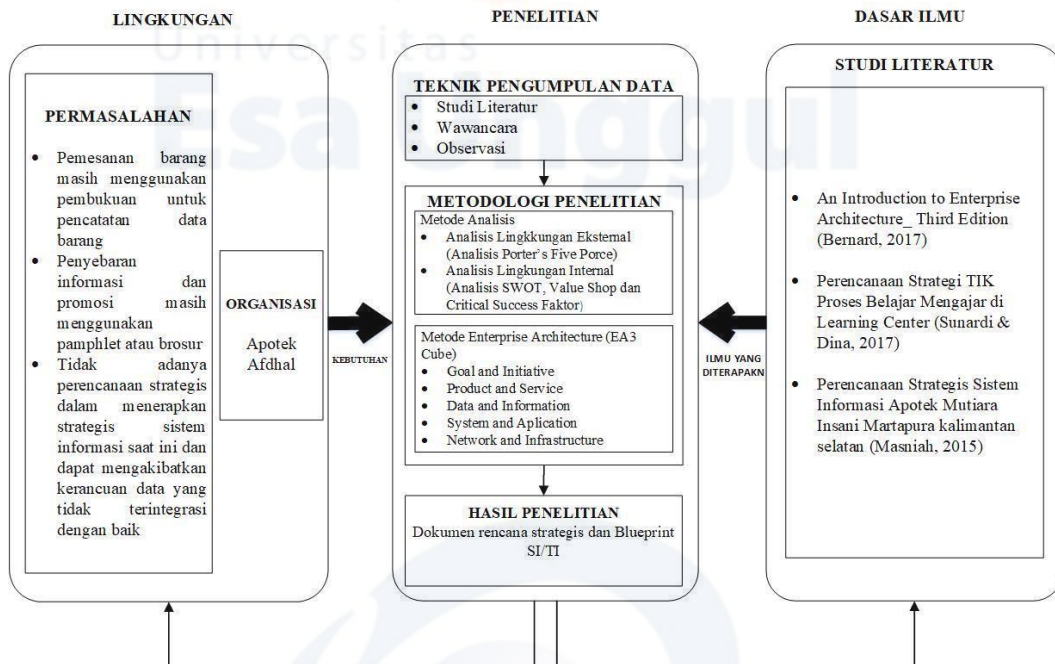 LINGKUNGAN
PENELITIAN
DASAR ILMU
Universitas
Esa Unggul
PERMASALAHAN
• Pemesanan barang
masih menggunakan
pembukuan untuk
pencatatan data
barang
• Penyebaran
informasi dan
promosi masih
menggunakan
pamphlet atau brosur
• Tidak adanya
perencanaan strategis
dalam menerapkan
strategis sistem
informasi saat ini dan
dapat mengakibatkan
kerancuan data yang
tidak terintegrasi
dengan baik
ORGANISASI
Apotek
Afdhal
KEBUTUHAN
TEKNIK PENGUMPULAN DATA
• Studi Literatur
• Wawancara
• Observasi
METODOLOGI PENELITIAN
Metode Analisis
• Analisis Lingkkungan Eksternal
(Analisis Porter's Five Porce)
• Analisis Lingkungan Internal
(Analisis SWOT, Value Shop dan
Critical Success Faktor)
Metode Enterprise Architecture (EA3
Cube)
• Goal and Initiative
• Product and Service
• Data and Information
• System and Aplication
• Network and Infrastructure
HASIL PENELITIAN
Dokumen rencana strategis dan Blueprint
SI/TI
ILMU YANG
DITERAPAKN
STUDI LITERATUR
• An Introduction to Enterprise
Architecture_ Third Edition
(Bernard, 2017)
• Perencanaan Strategi TIK
Proses Belajar Mengajar di
Learning Center (Sunardi &
Dina, 2017)
• Perencanaan Strategis Sistem
Informasi Apotek Mutiara
Insani Martapura kalimantan
selatan (Masniah, 2015)